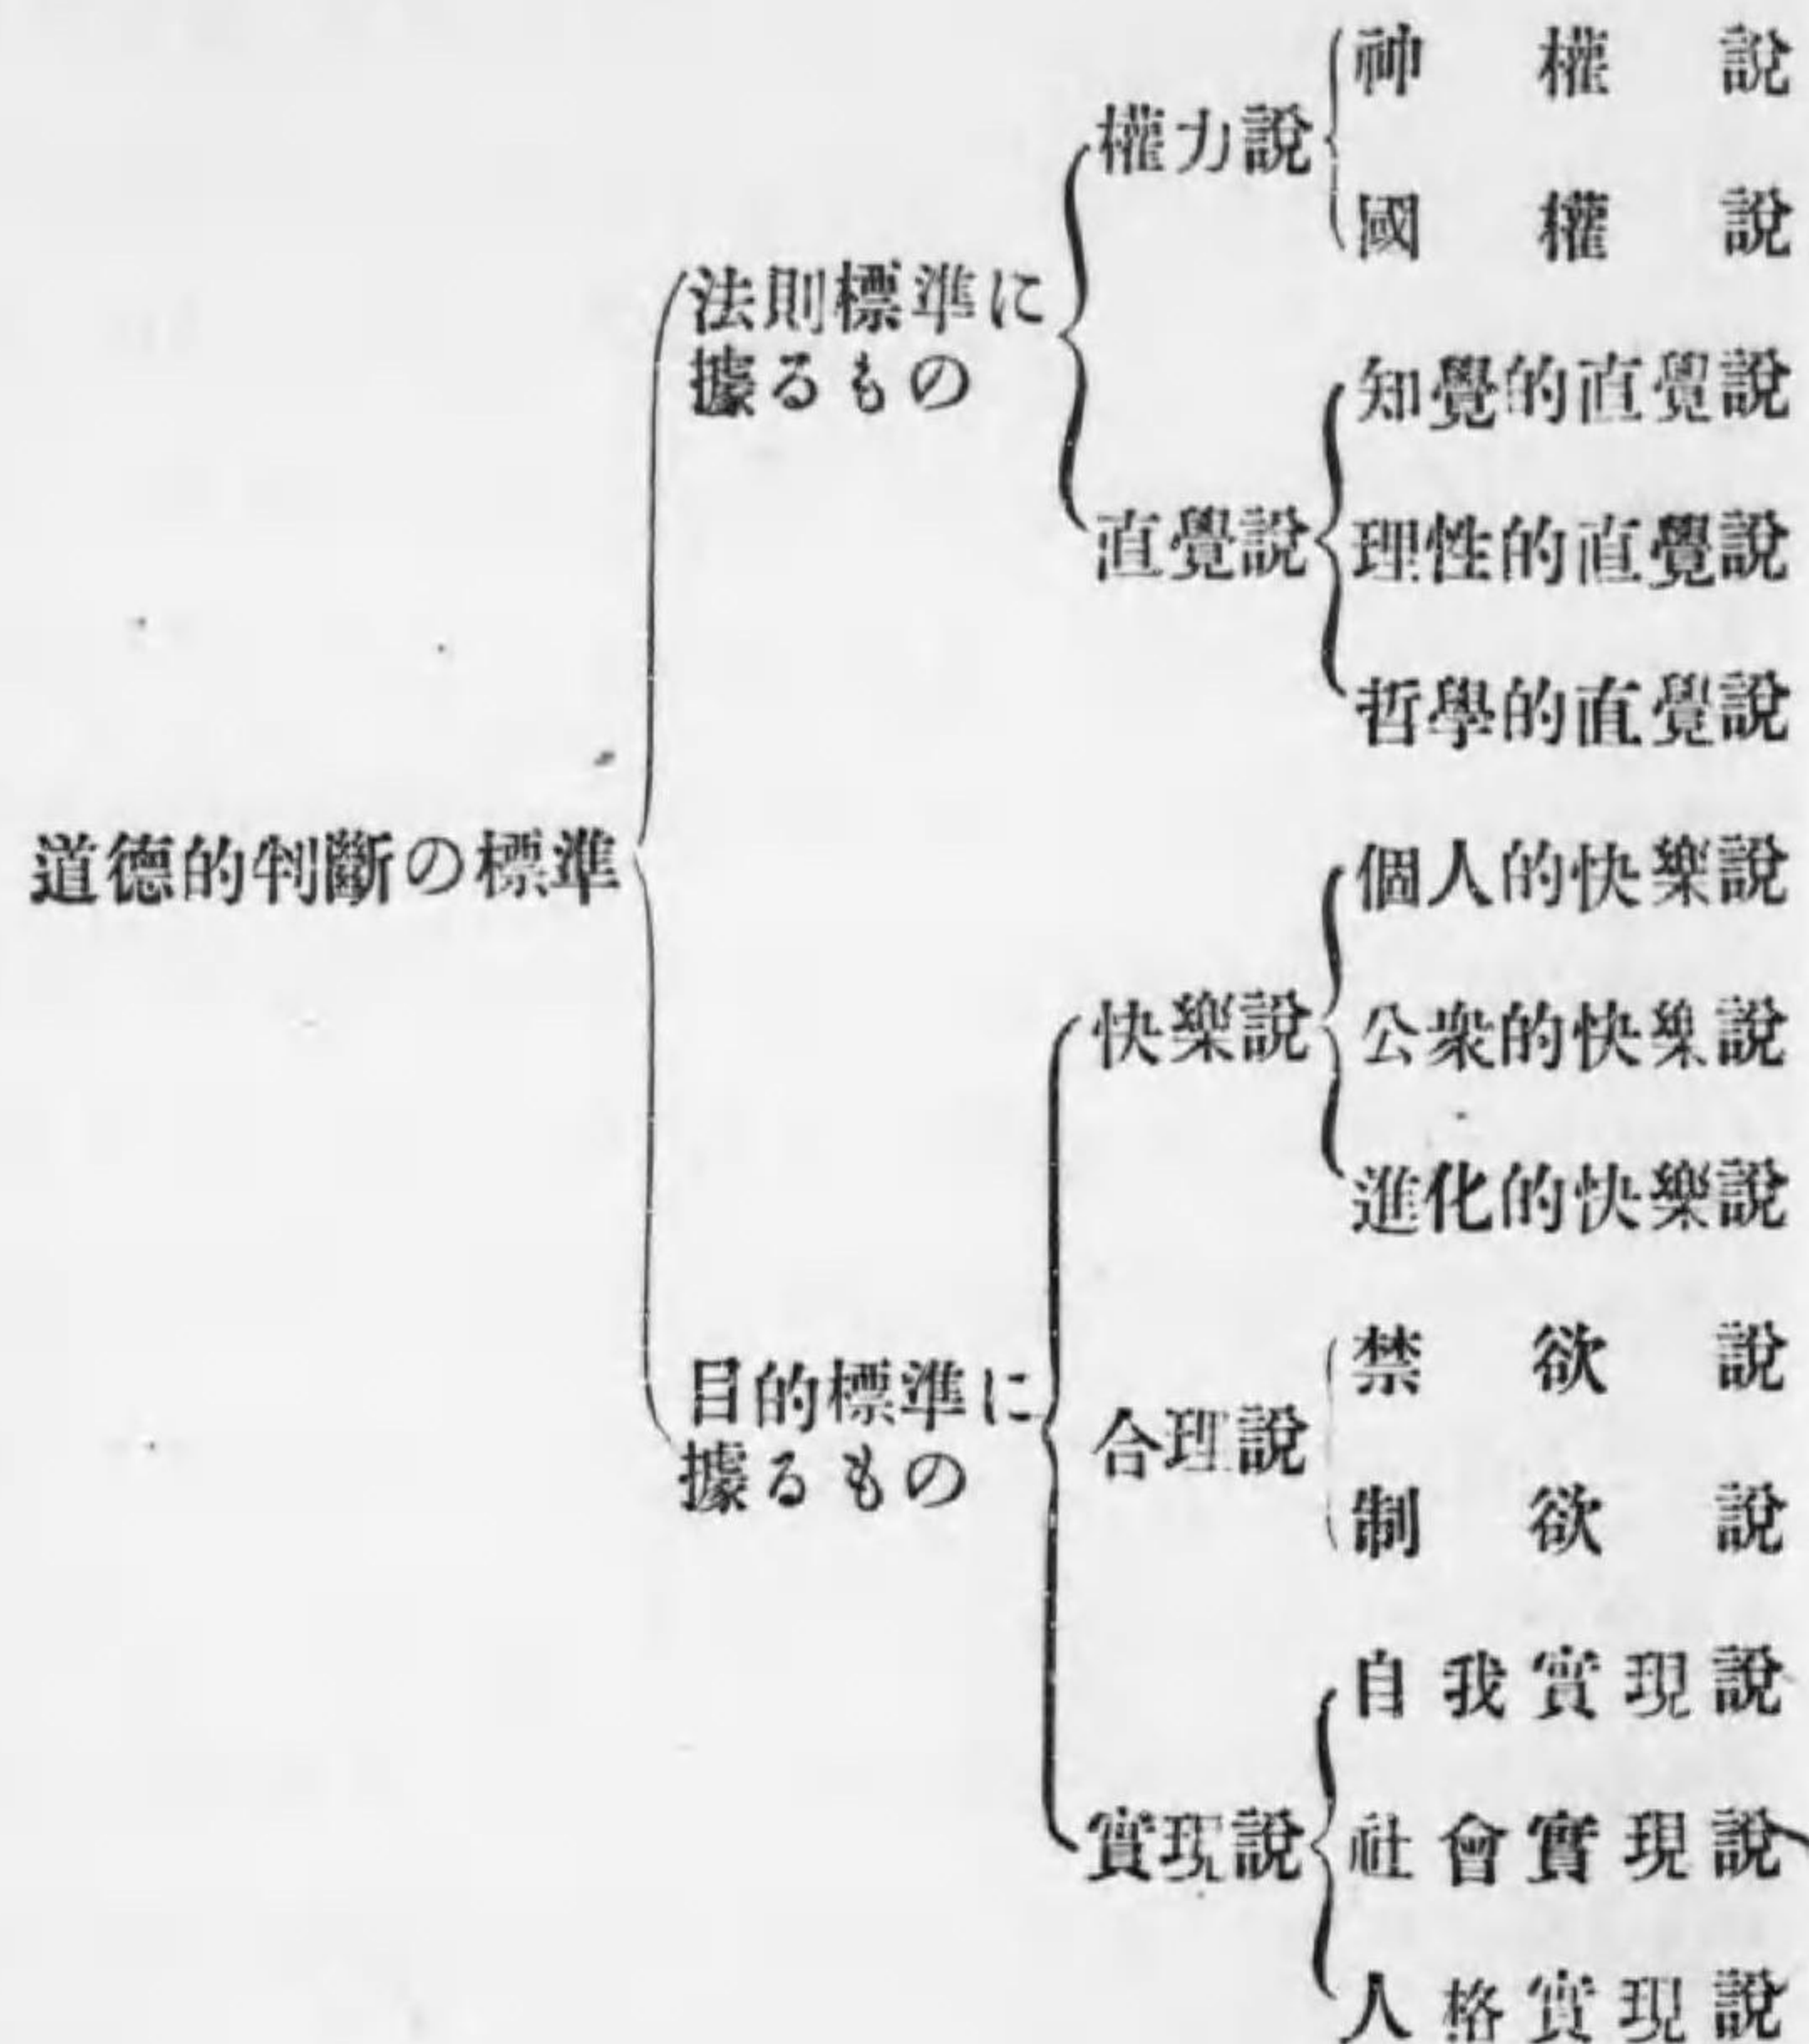 道德的判斷の標準
法則標準に
據るもの
權力說
神權說
國權說
直覺說
知覺的直覺說
理性的直覺說
哲學的直覺說
目的標準に
據るもの
快樂說
個人的快樂說
公衆的快樂說
進化的快樂說
合理說
禁欲說
制欲說
實現說
自我實現說
社會實現說
人格實現說